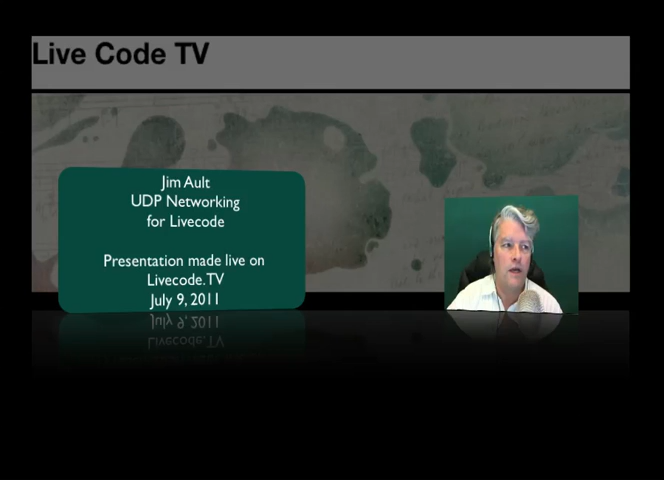 Live Code TV
Jim Ault
UDP Networking
for Livecode
Presentation made live on
Livecode.TV
July 9, 2011